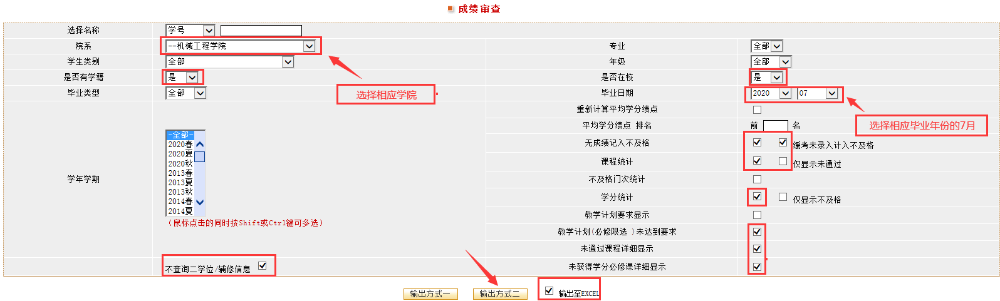 成绩审查
选择名称 学号
院系 --机械工程学院 专业 全部
学生类别 全部 年级 全部
是否有学籍 是 是否在校 是
选择相应学院
毕业类型 全部 毕业日期 2020 07
重新计算平均学分绩点
选择相应毕业年份的7月
平均学分绩点 排名 前 名
学年学期
-全部-
2020春
2020夏
2020秋
2013春
2013夏
2013秋
2014春
2014夏
(鼠标点击的同时按Shift或Ctrl键可多选)
无成绩记入不及格 缓考未录入计入不及格
课程统计 仅显示未通过
不及格门次统计
学分统计 仅显示不及格
教学计划要求显示
教学计划(必修限选 )未达到要求
未通过课程详细显示
不查询二学位/辅修信息 未获得学分必修课详细显示
输出方式一 输出方式二 输出至EXCEL